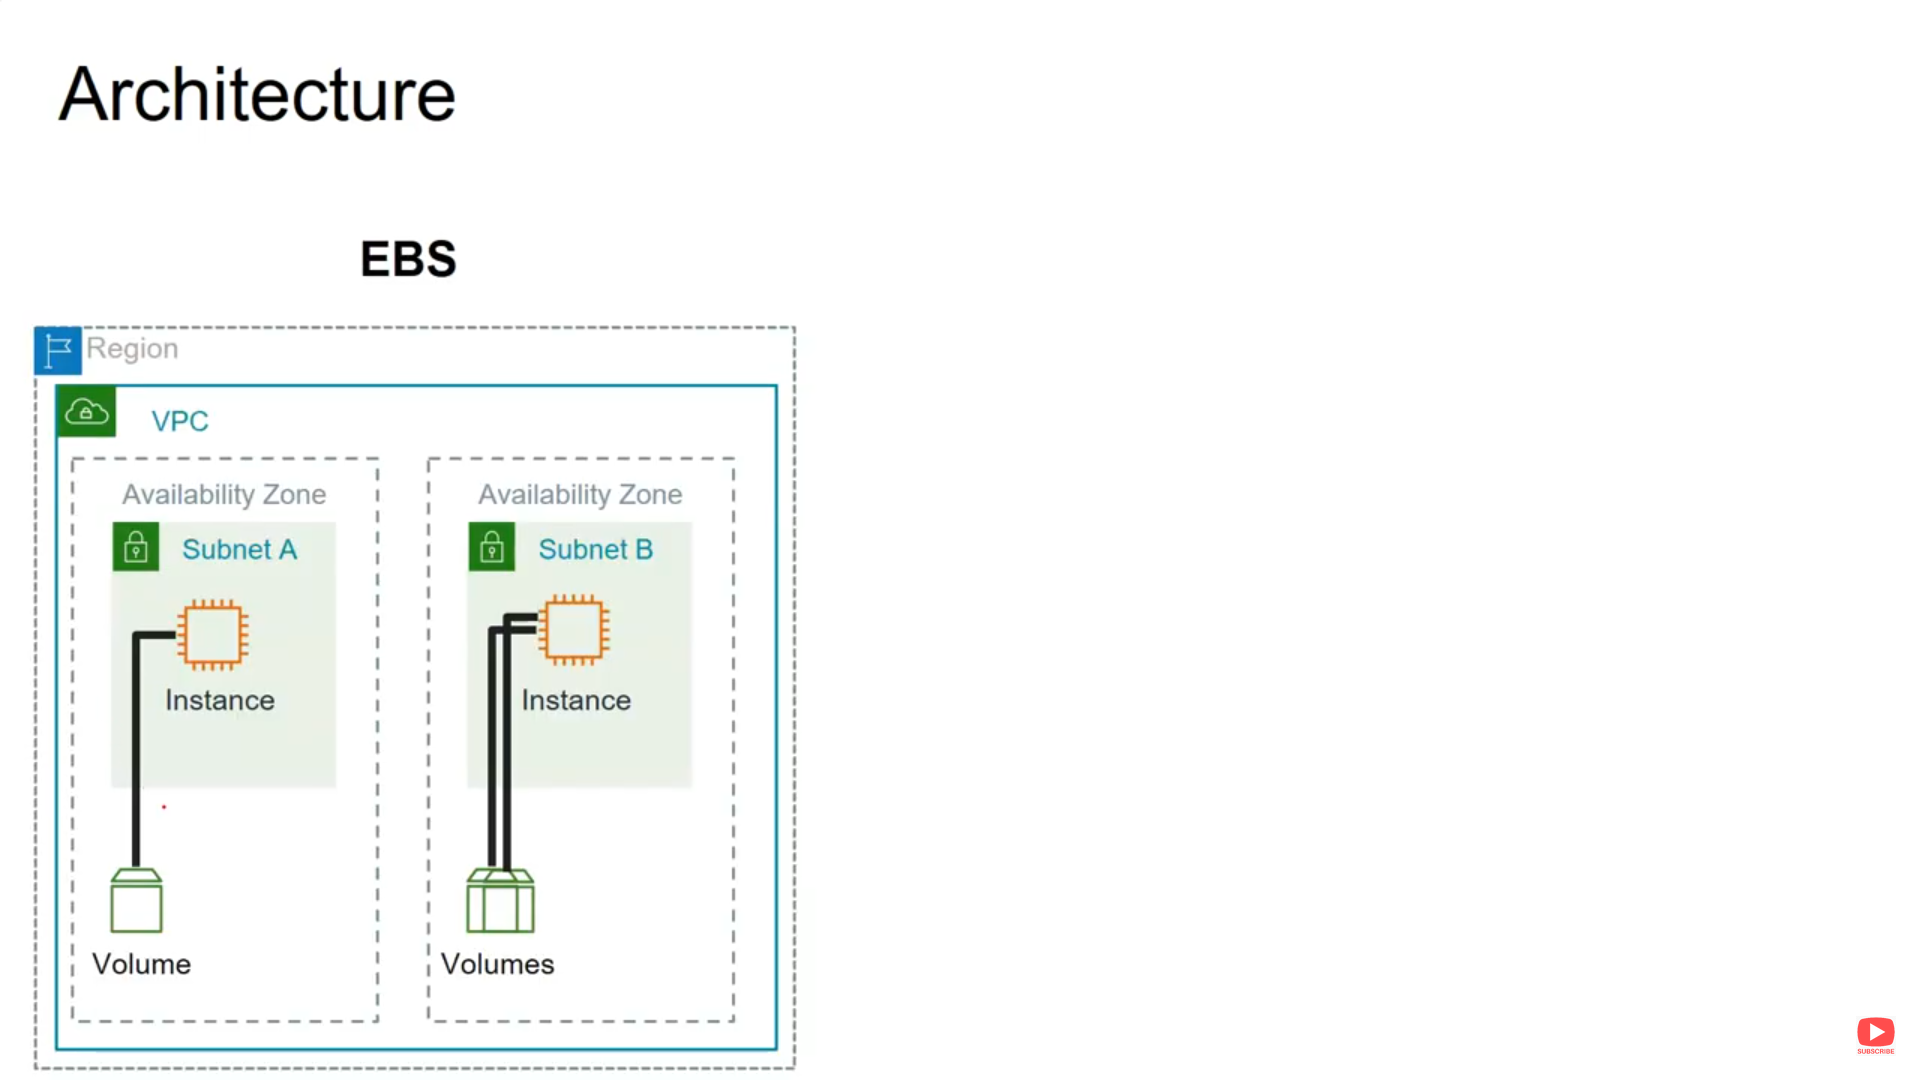 Architecture
EBS
Region
VPC
Availability Zone
Subnet A
Instance
Volume
Availability Zone
Subnet B
Instance
Volumes
SUBSCRIBE